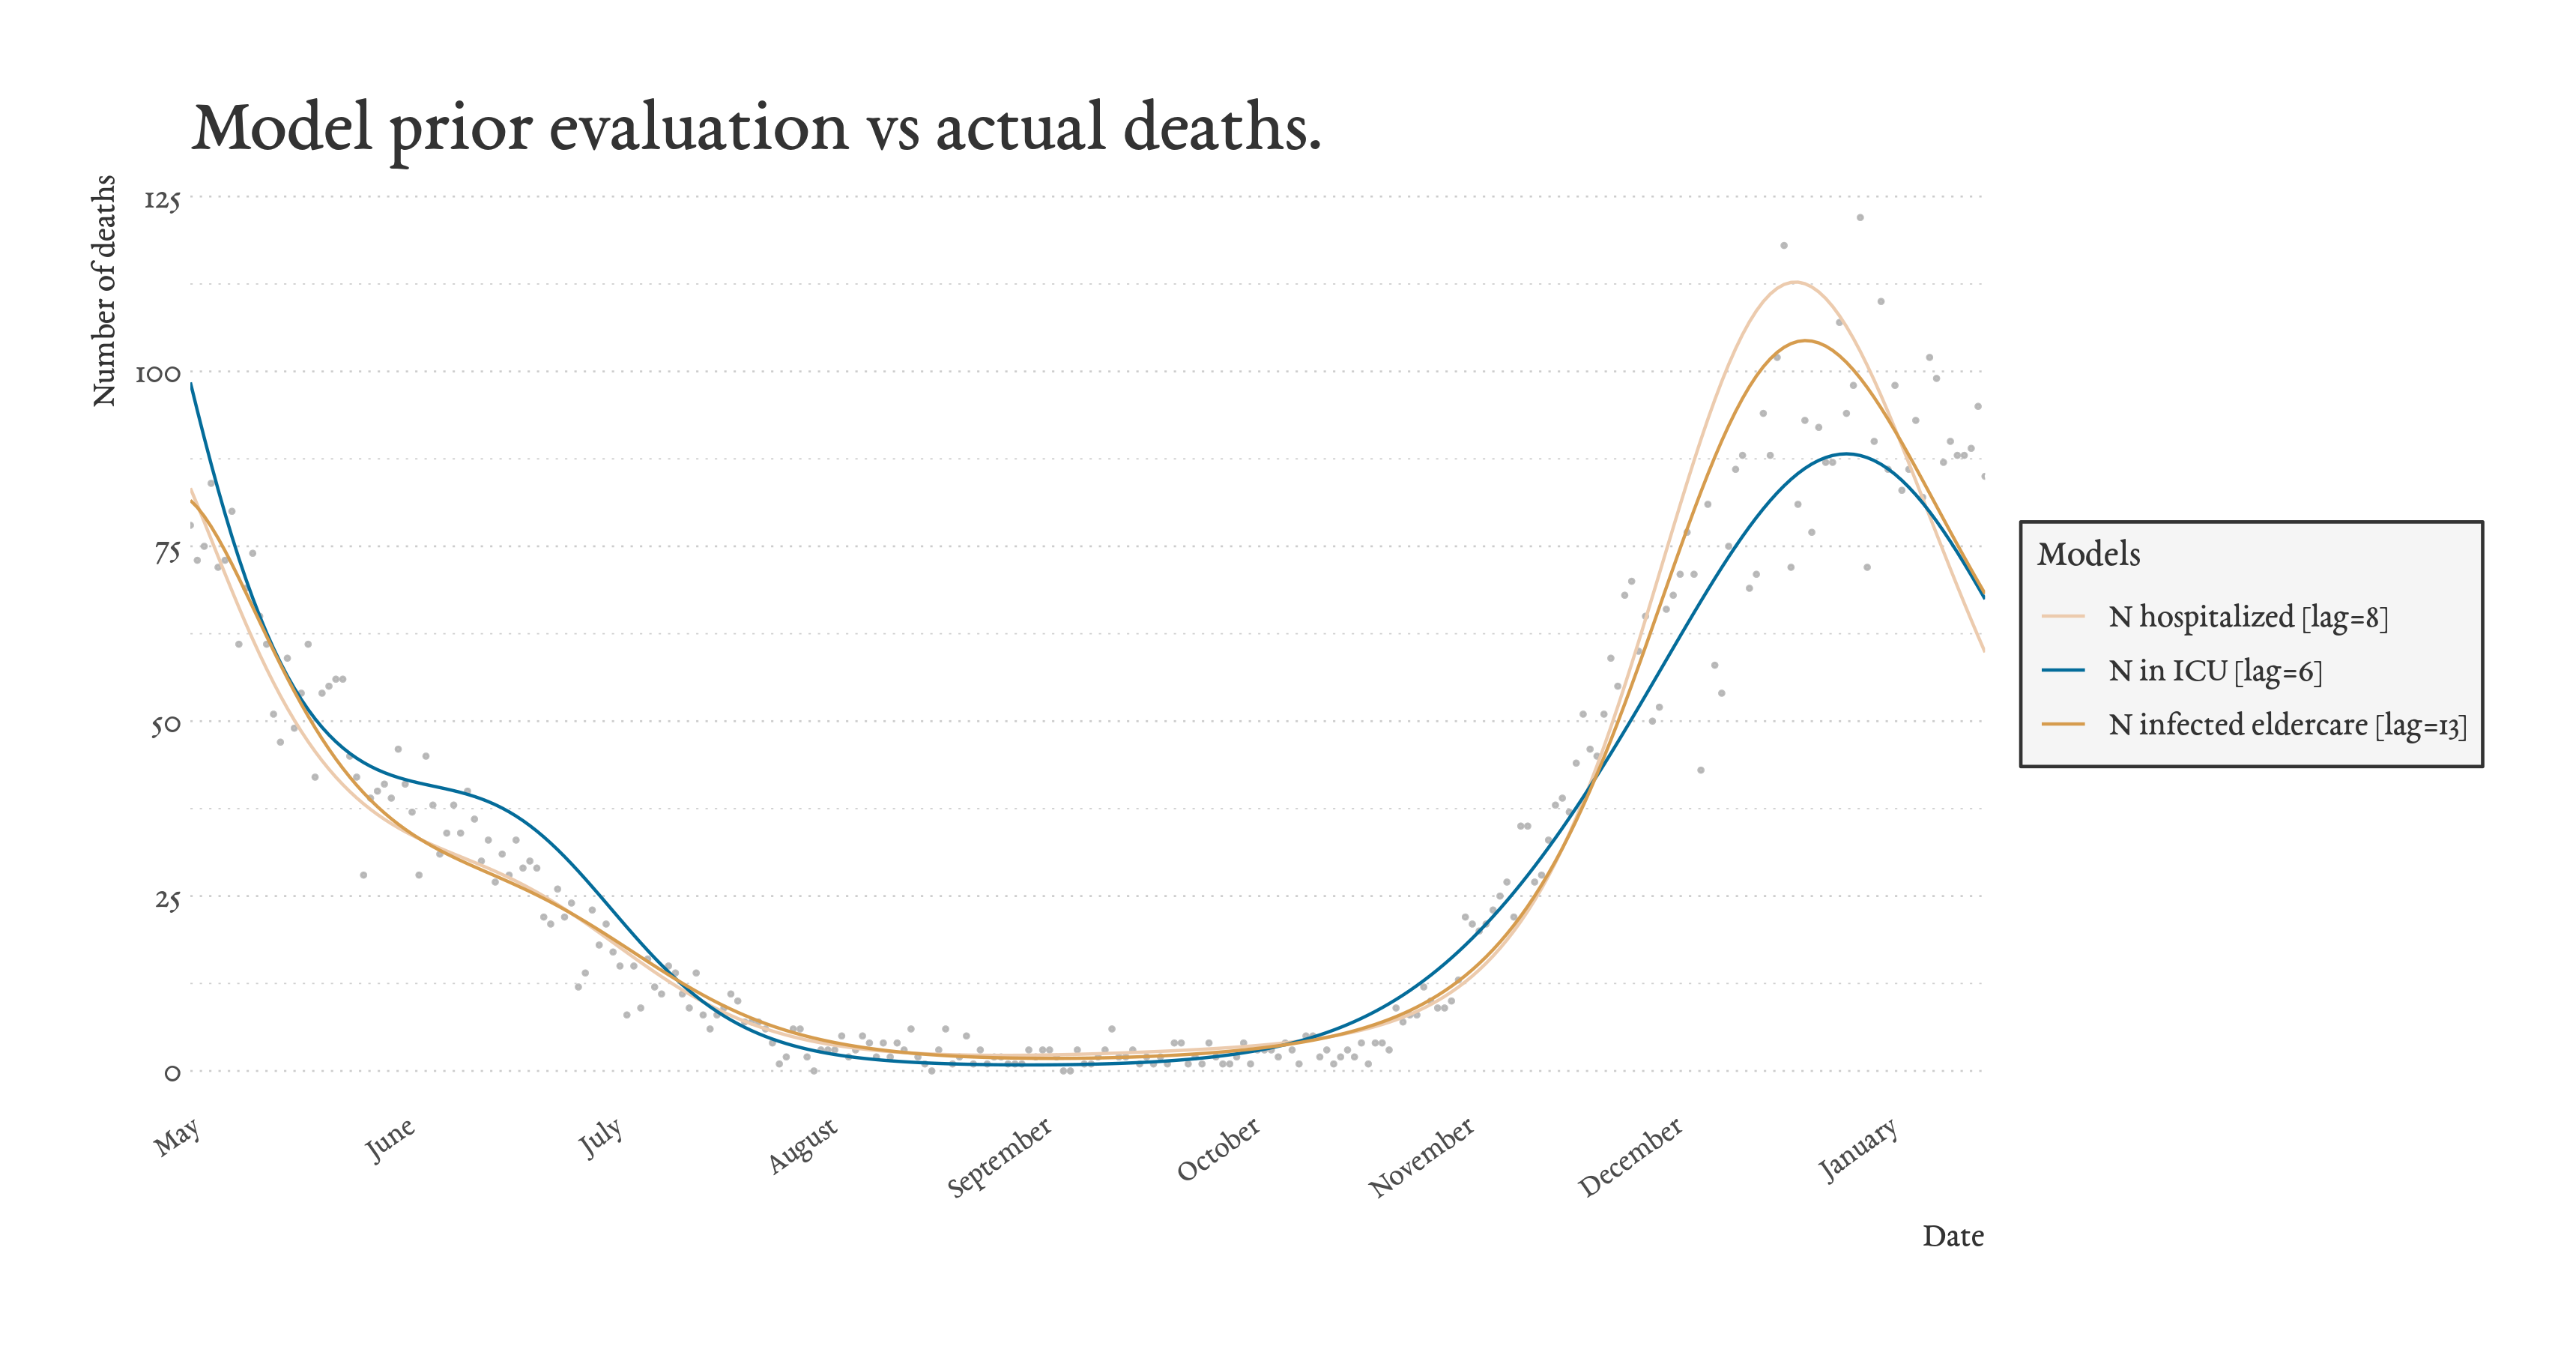 Model prior evaluation vs actual deaths.
Number of deaths
125
100
75
50
25
0
May
June
July
August
September
October
November
December
January
Date
Models
N hospitalized [lag=8]
N in ICU [lag=6]
N infected eldercare [lag=13]